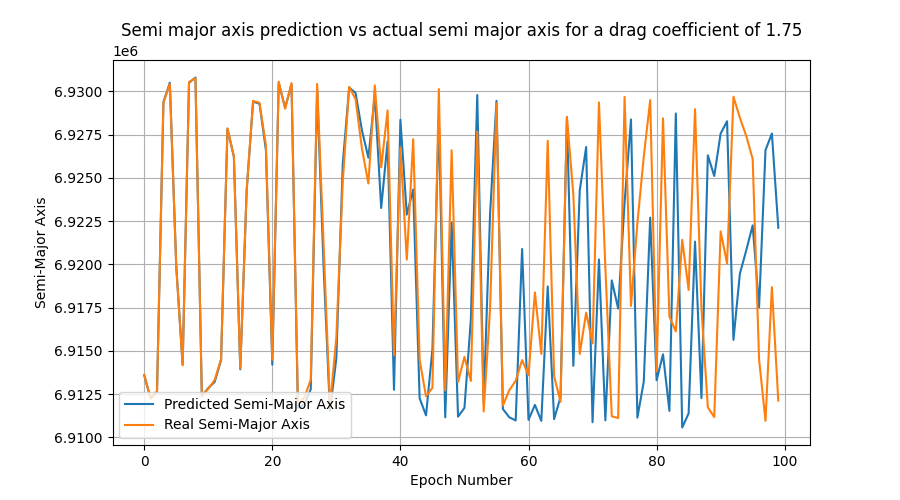 Semi major axis prediction vs actual semi major axis for a drag coefficient of 1.75
1e6
6.9300
6.9275
6.9250
6.9225
6.9200
6.9175
6.9150
6.9125
6.9100
Semi-Major Axis
Predicted Semi-Major Axis
Real Semi-Major Axis
0 20 40 60 80 100
Epoch Number